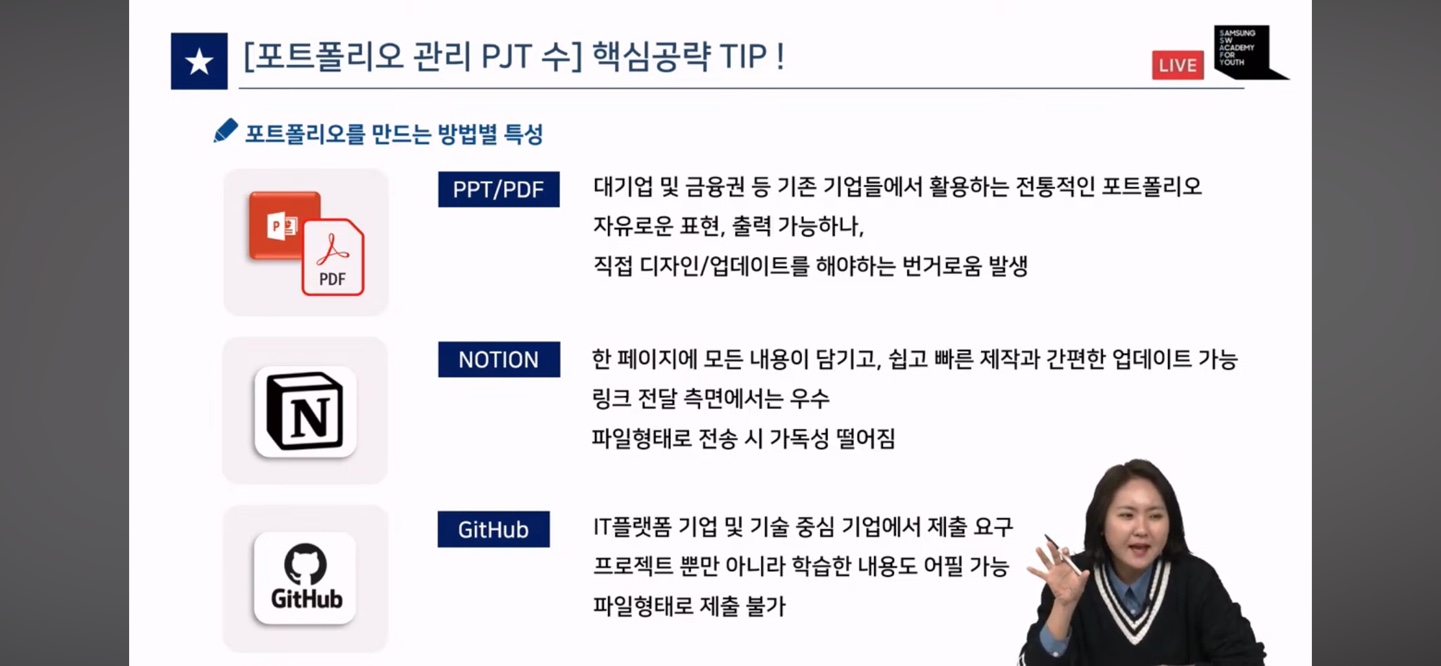 [포트폴리오 관리 PJT 수] 핵심공략 TIP !
LIVE
SAMSUNG
SW
ACADEMY
FOR
YOUTH
포트폴리오를 만드는 방법별 특성
P
PDF
PPT/PDF
대기업 및 금융권 등 기존 기업들에서 활용하는 전통적인 포트폴리오
자유로운 표현, 출력 가능하나,
직접 디자인/업데이트를 해야하는 번거로움 발생
N
NOTION
한 페이지에 모든 내용이 담기고, 쉽고 빠른 제작과 간편한 업데이트 가능
링크 전달 측면에서는 우수
파일형태로 전송 시 가독성 떨어짐
GitHub
GitHub
IT플랫폼 기업 및 기술 중심 기업에서 제출 요구
프로젝트 뿐만 아니라 학습한 내용도 어필 가능
파일형태로 제출 불가